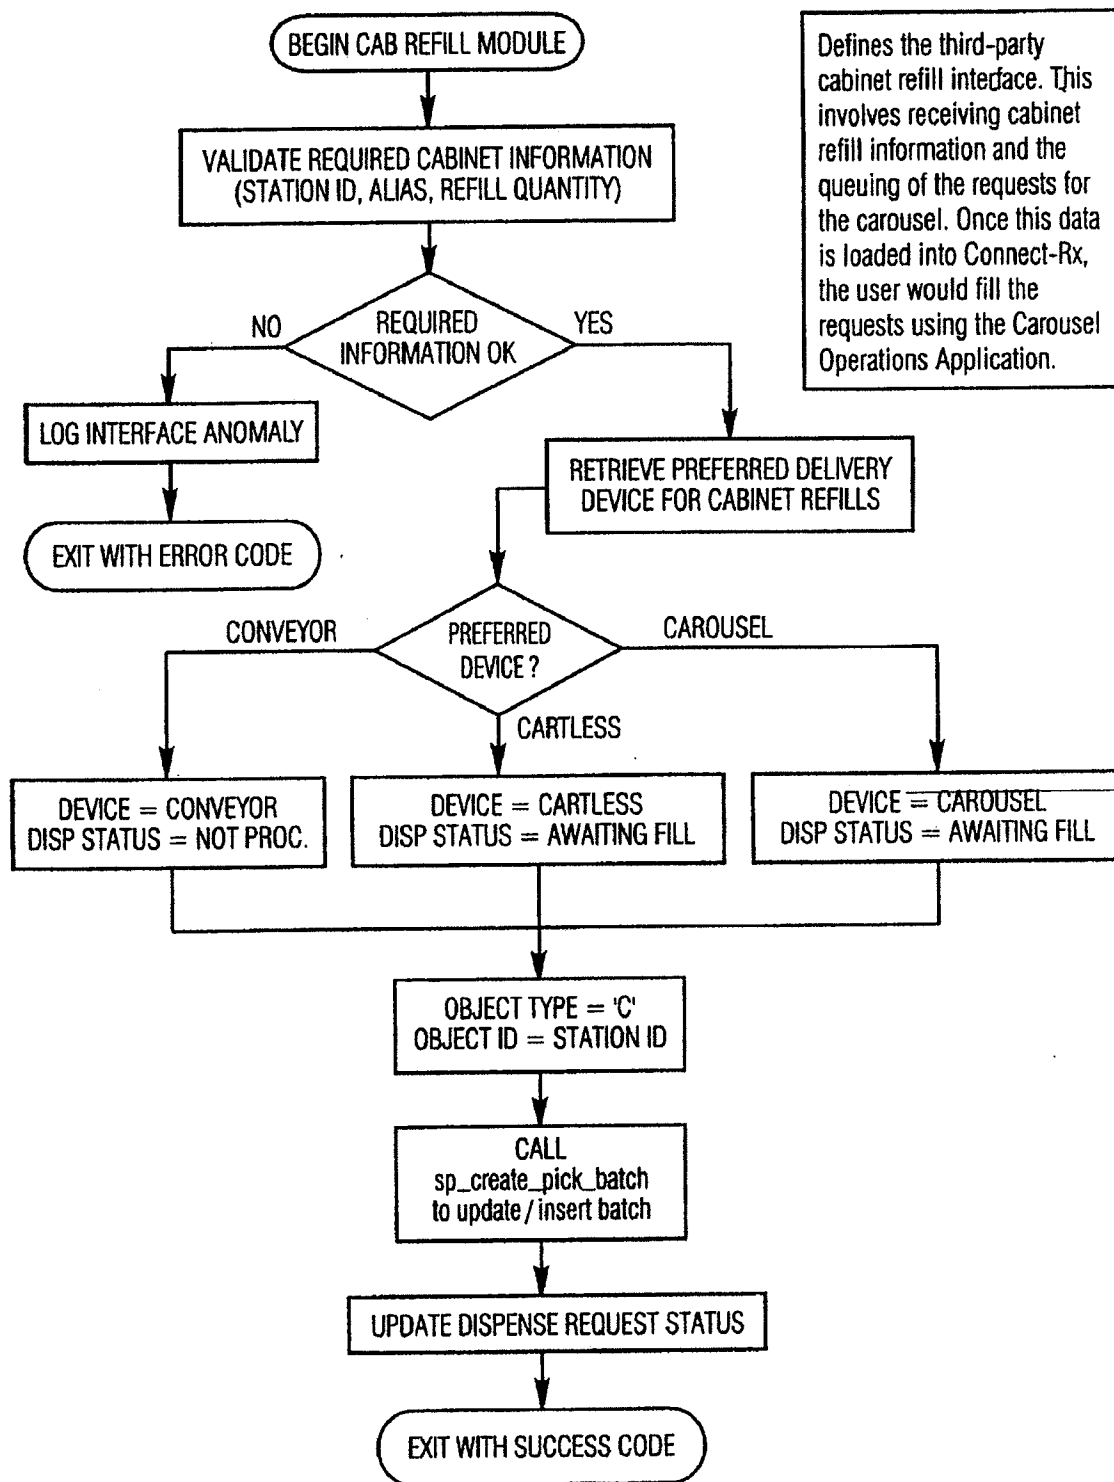 BEGIN CAB REFILL MODULE
Defines the third-party
cabinet refill interface. This
involves receiving cabinet
refill information and the
queuing of the requests for
the carousel. Once this data
is loaded into Connect-Rx,
the user would fill the
requests using the Carousel
Operations Application.
VALIDATE REQUIRED CABINET INFORMATION
(STATION ID, ALIAS, REFILL QUANTITY)
NO
REQUIRED
INFORMATION OK
YES
LOG INTERFACE ANOMALY
EXIT WITH ERROR CODE
RETRIEVE PREFERRED DELIVERY
DEVICE FOR CABINET REFILLS
CONVEYOR
PREFERRED
DEVICE ?
CAROUSEL
CARTLESS
DEVICE = CONVEYOR
DISP STATUS = NOT PROC.
DEVICE = CARTLESS
DISP STATUS = AWAITING FILL
DEVICE = CAROUSEL
DISP STATUS = AWAITING FILL
OBJECT TYPE = 'C'
OBJECT ID = STATION ID
CALL
sp_create_pick_batch
to update / insert batch
UPDATE DISPENSE REQUEST STATUS
EXIT WITH SUCCESS CODE